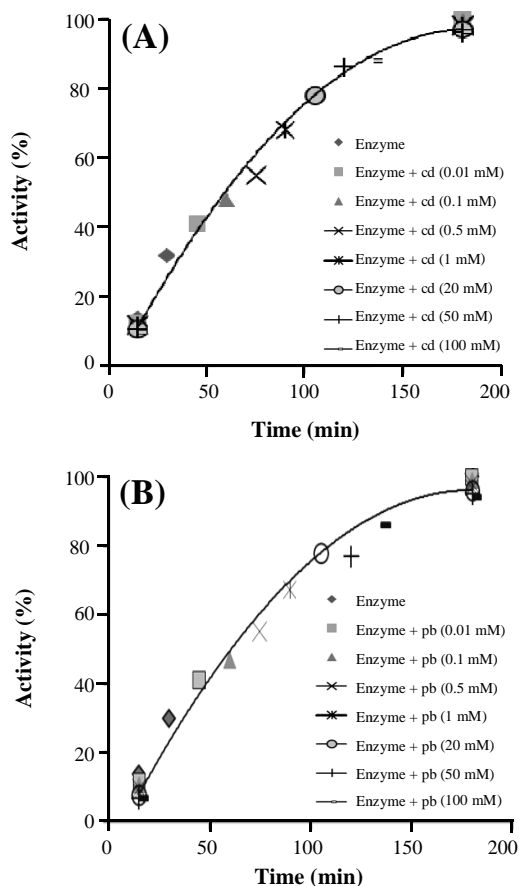 (A)
100
80
60
40
20
0
Activity (%)
Enzyme
Enzyme + cd (0.01 mM)
Enzyme + cd (0.1 mM)
Enzyme + cd (0.5 mM)
Enzyme + cd (1 mM)
Enzyme + cd (20 mM)
Enzyme + cd (50 mM)
Enzyme + cd (100 mM)
0 50 100 150 200
Time (min)
(B)
100
80
60
40
20
0
Activity (%)
Enzyme
Enzyme + pb (0.01 mM)
Enzyme + pb (0.1 mM)
Enzyme + pb (0.5 mM)
Enzyme + pb (1 mM)
Enzyme + pb (20 mM)
Enzyme + pb (50 mM)
Enzyme + pb (100 mM)
0 50 100 150 200
Time (min)